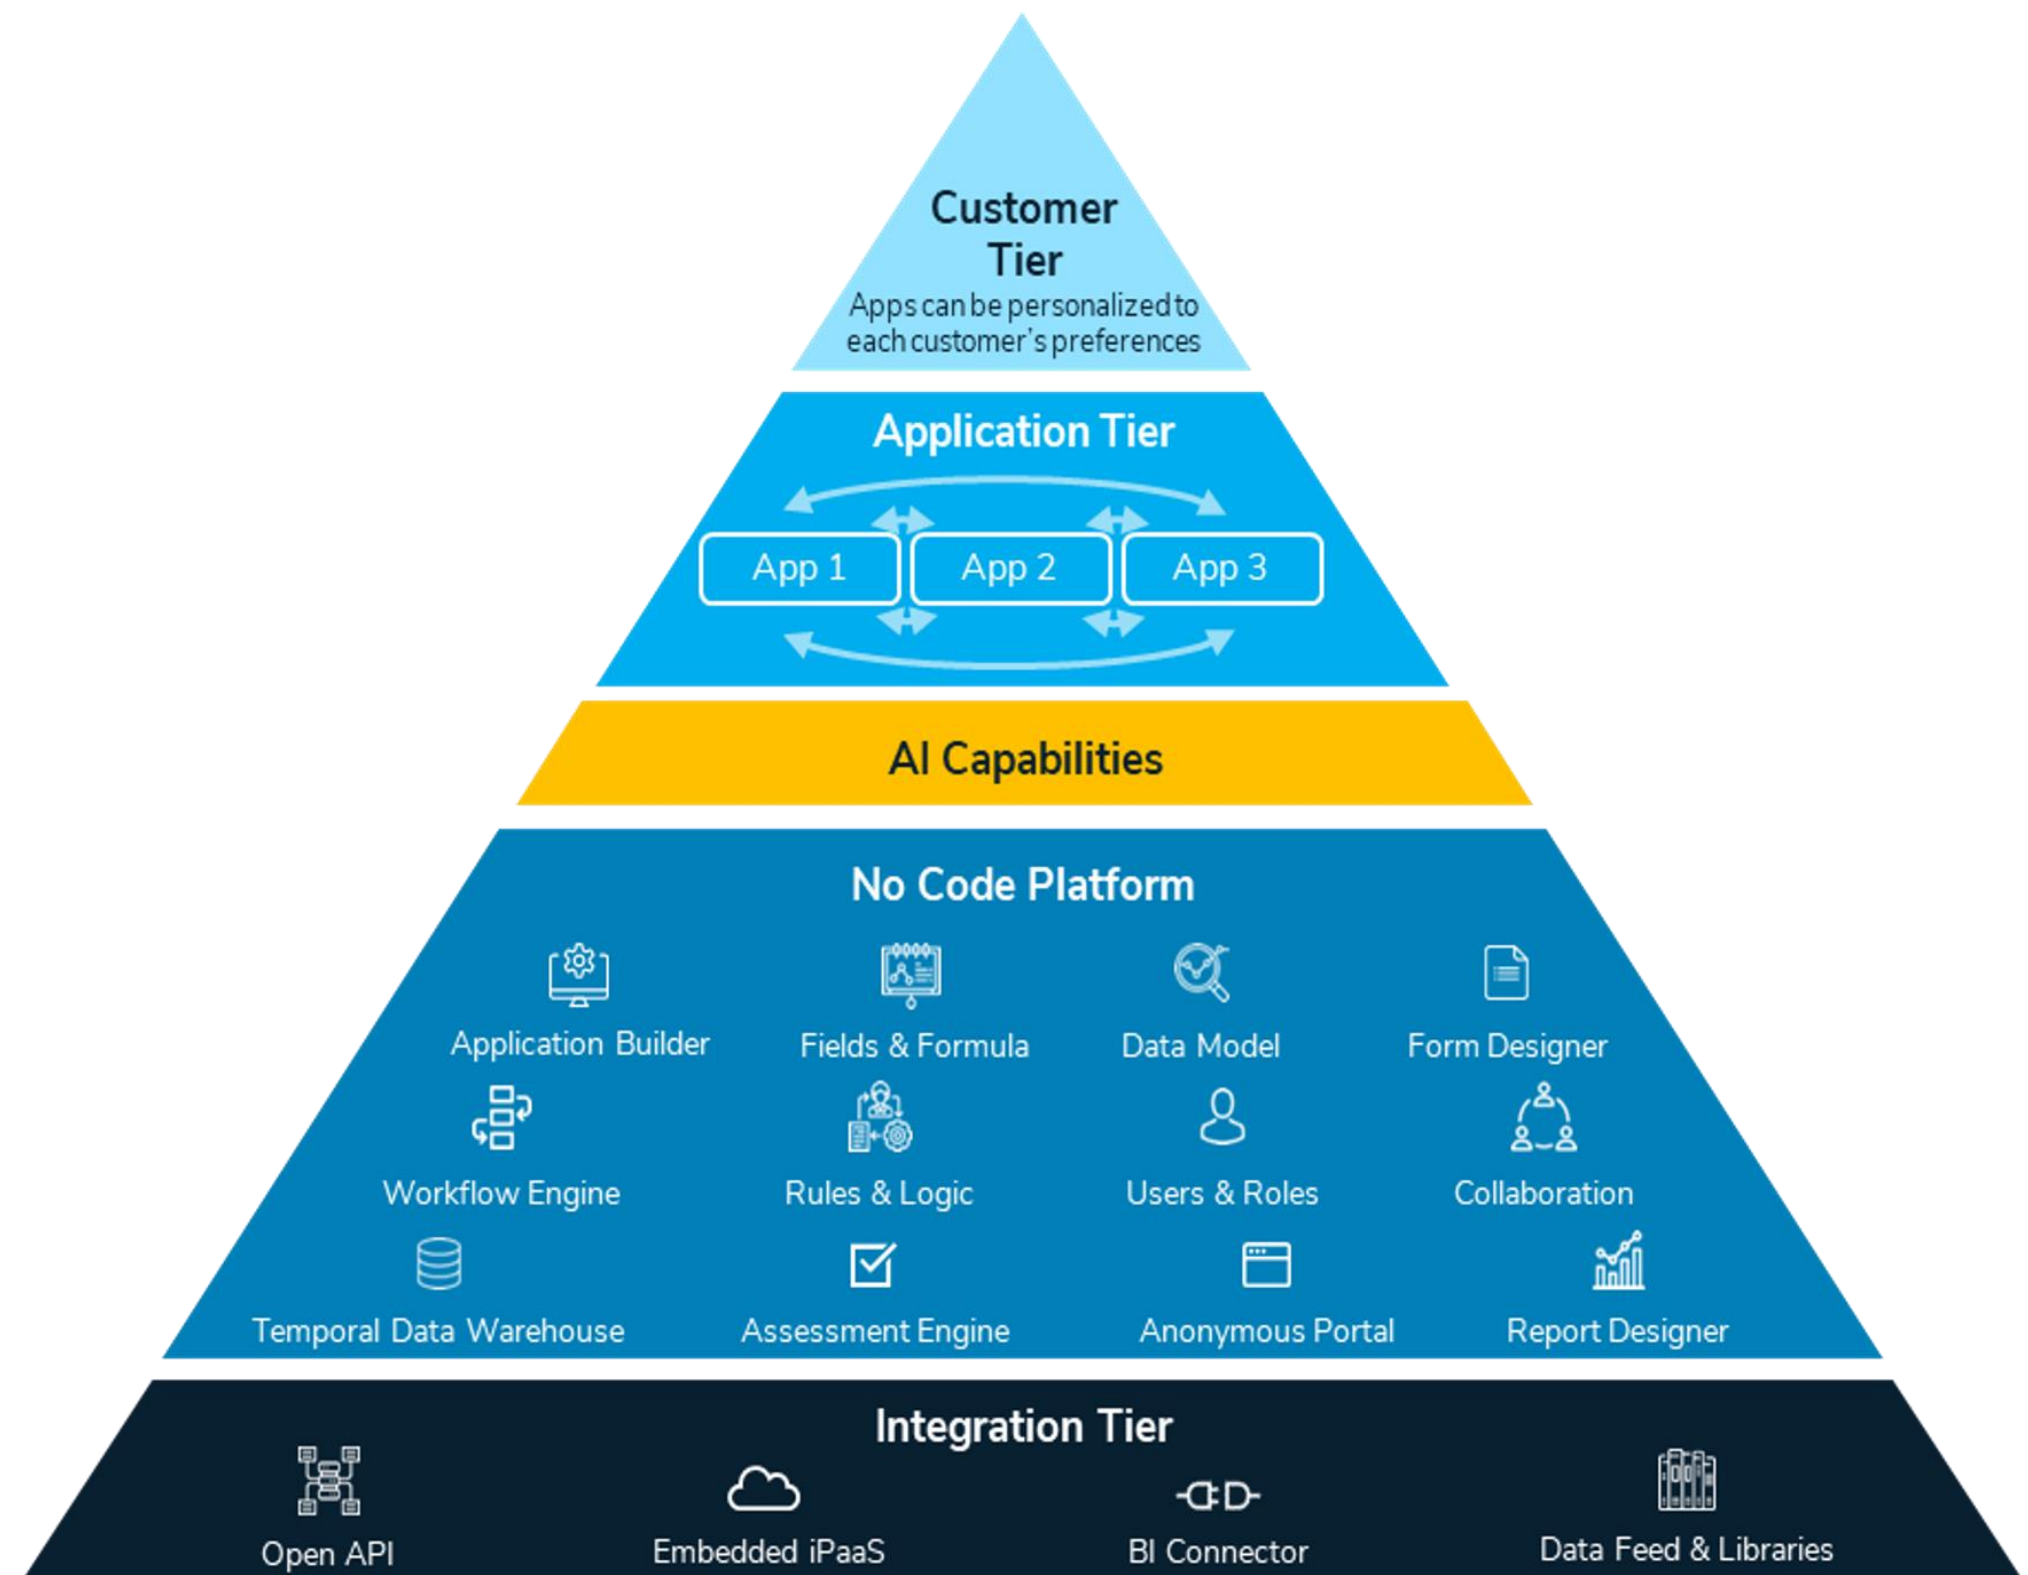 Customer
Tier
Apps can be personalized to
each customer's preferences
Application Tier
App 1 App 2 App 3
AI Capabilities
No Code Platform
Application Builder Fields & Formula Data Model Form Designer
Workflow Engine Rules & Logic Users & Roles Collaboration
Temporal Data Warehouse Assessment Engine Anonymous Portal Report Designer
Integration Tier
Open API Embedded iPaaS BI Connector Data Feed & Libraries